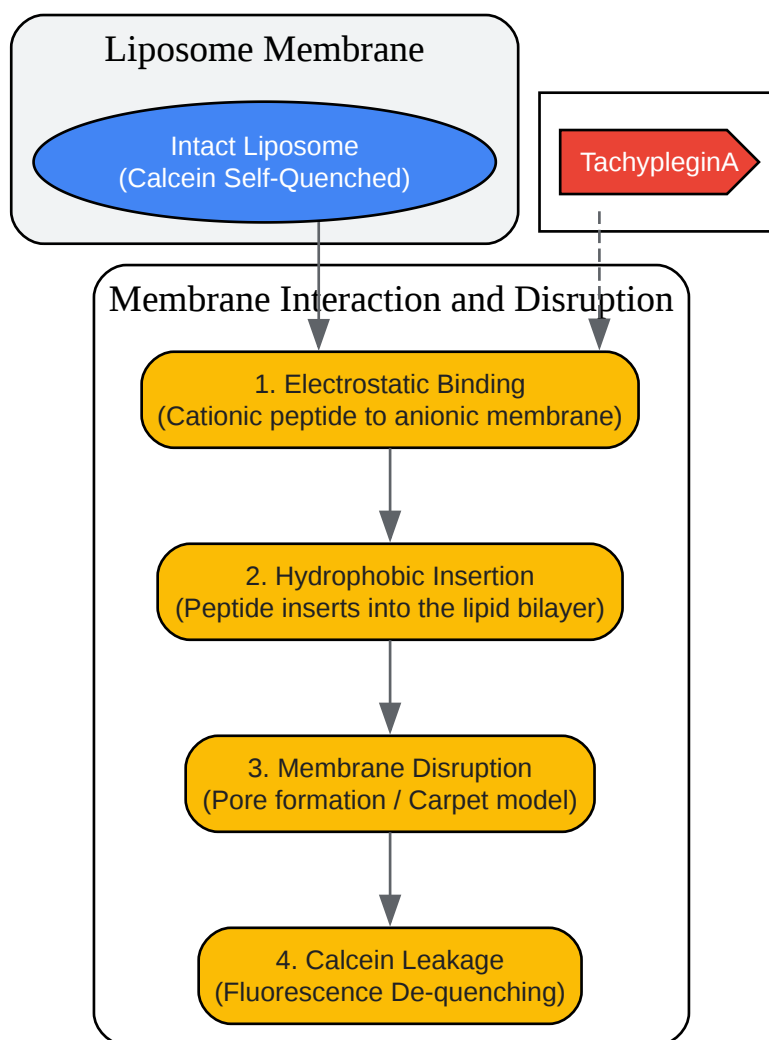 Liposome Membrane
Intact Liposome
(Calcein Self-Quenched)
TachypleginA
Membrane Interaction and Disruption
1. Electrostatic Binding
(Cationic peptide to anionic membrane)
2. Hydrophobic Insertion
(Peptide inserts into the lipid bilayer)
3. Membrane Disruption
(Pore formation / Carpet model)
4. Calcein Leakage
(Fluorescence De-quenching)